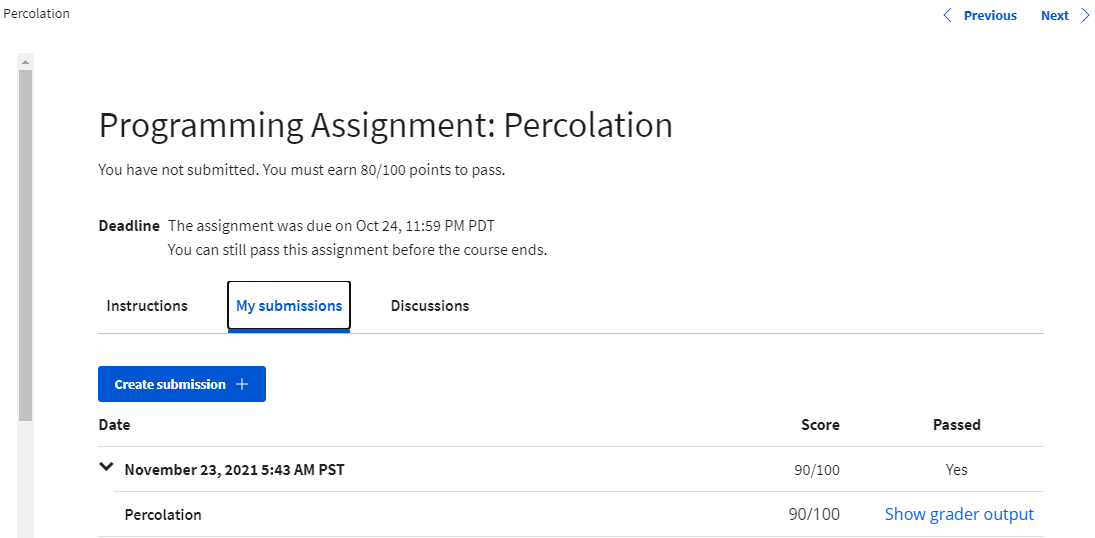 Percolation
Previous Next
Programming Assignment: Percolation
You have not submitted. You must earn 80/100 points to pass.
Deadline The assignment was due on Oct 24, 11:59 PM PDT
You can still pass this assignment before the course ends.
Instructions My submissions Discussions
Create submission +
Date Score Passed
November 23, 2021 5:43 AM PST 90/100 Yes
Percolation 90/100 Show grader output